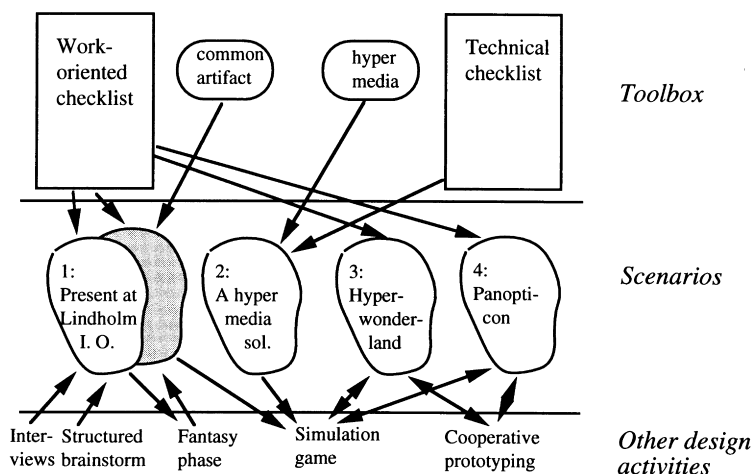 Work-
oriented
checklist
common
artifact
hyper
media
Technical
checklist
Toolbox
1:
Present at
Lindholm
I. O.
2:
A hyper
media
sol.
3:
Hyper-
wonder-
land
4:
Panopti-
con
Scenarios
Inter-
views
Structured
brainstorm
Fantasy
phase
Simulation
game
Cooperative
prototyping
Other design
activities